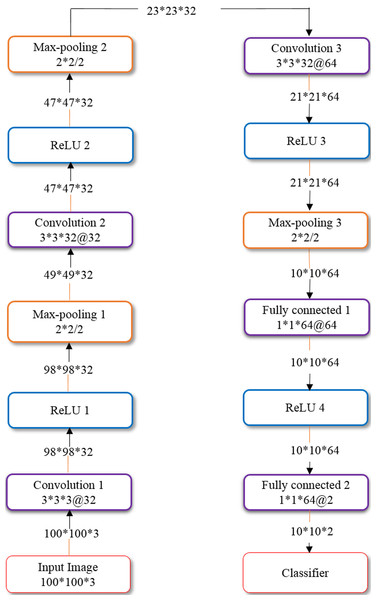 23*23*32
Max-pooling 2
2*2/2
47*47*32
ReLU 2
47*47*32
Convolution 2
3*3*32@32
49*49*32
Max-pooling 1
2*2/2
98*98*32
ReLU 1
98*98*32
Convolution 1
3*3*3@32
100*100*3
Input Image
100*100*3
Convolution 3
3*3*32@64
21*21*64
ReLU 3
21*21*64
Max-pooling 3
2*2/2
10*10*64
Fully connected 1
1*1*64@64
10*10*64
ReLU 4
10*10*64
Fully connected 2
1*1*64@2
10*10*2
Classifier